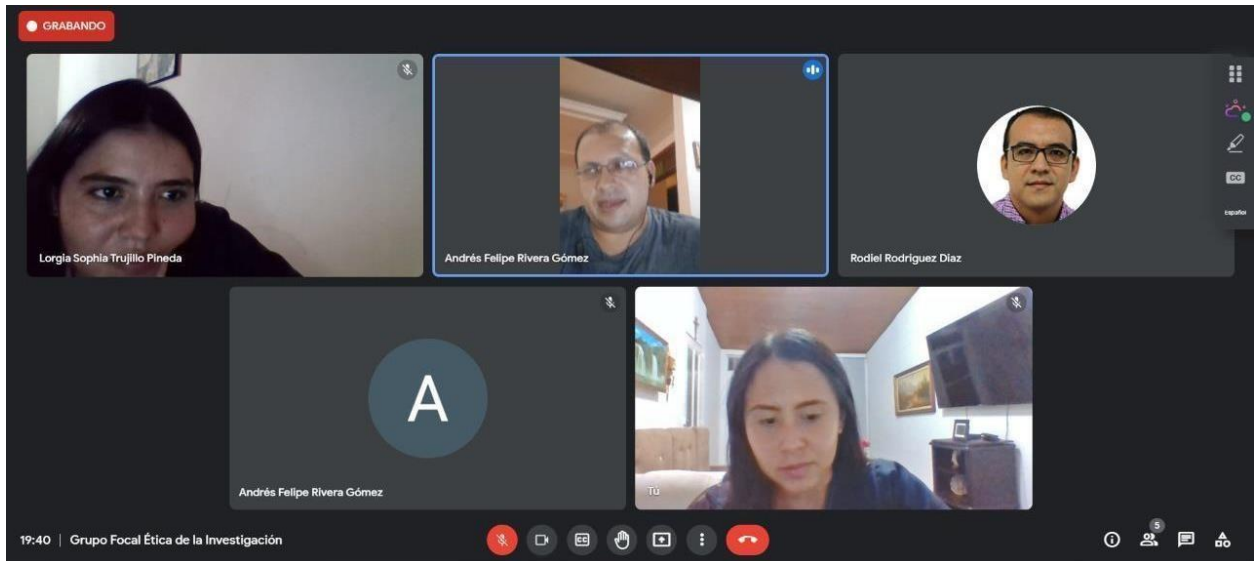 GRABANDO
Lorgia Sophia Trujillo Pineda
Andrés Felipe Rivera Gómez
Rodiel Rodríguez Díaz
CC
Español
A
Andrés Felipe Rivera Gómez
Tú
19:40 | Grupo Focal Ética de la Investigación
CC
5